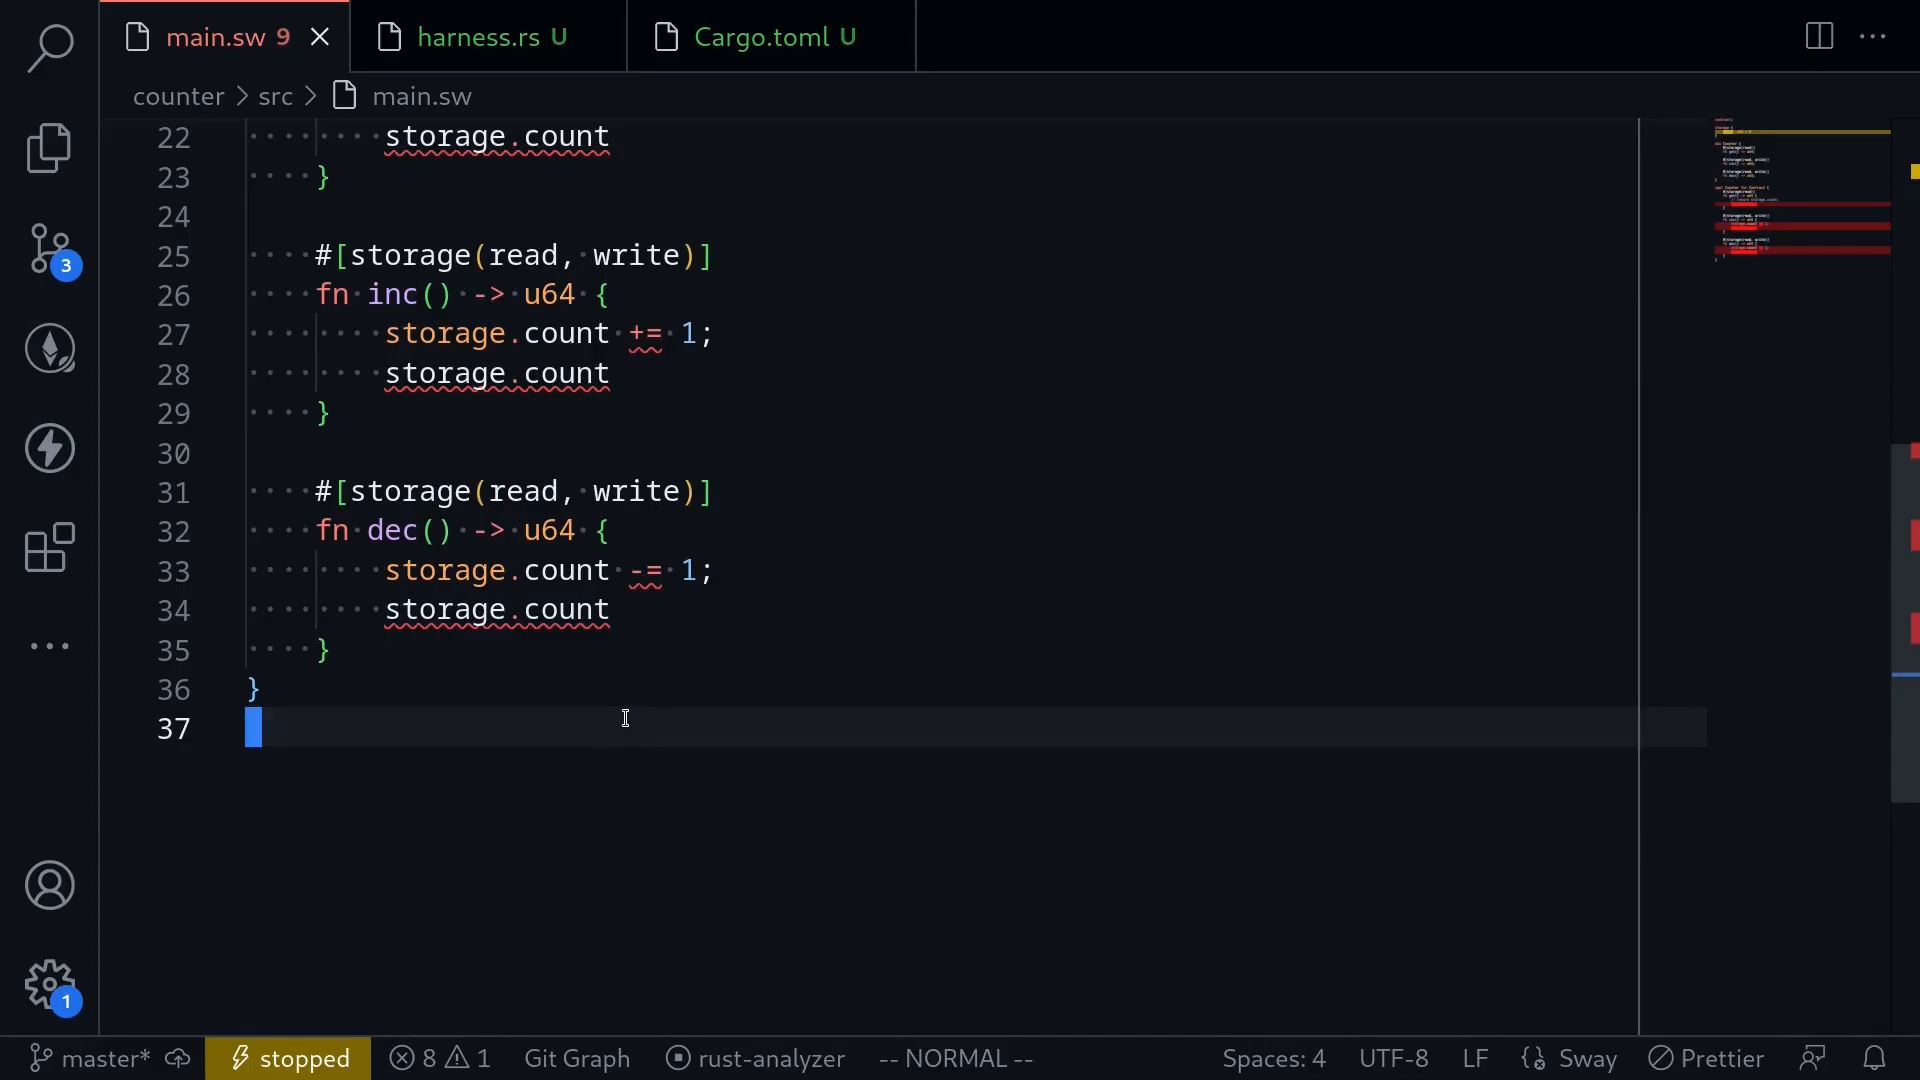 main.sw 9
harness.rs U
Cargo.toml U
counter > src > main.sw
22 storage.count
23 }
24
25 #[storage(read, write)]
26 fn inc() -> u64 {
27 storage.count += 1;
28 storage.count
29 }
30
31 #[storage(read, write)]
32 fn dec() -> u64 {
33 storage.count -= 1;
34 storage.count
35 }
36 }
37
3
1
master* stopped 8 1 Git Graph rust-analyzer -- NORMAL -- Spaces: 4 UTF-8 LF Sway Prettier